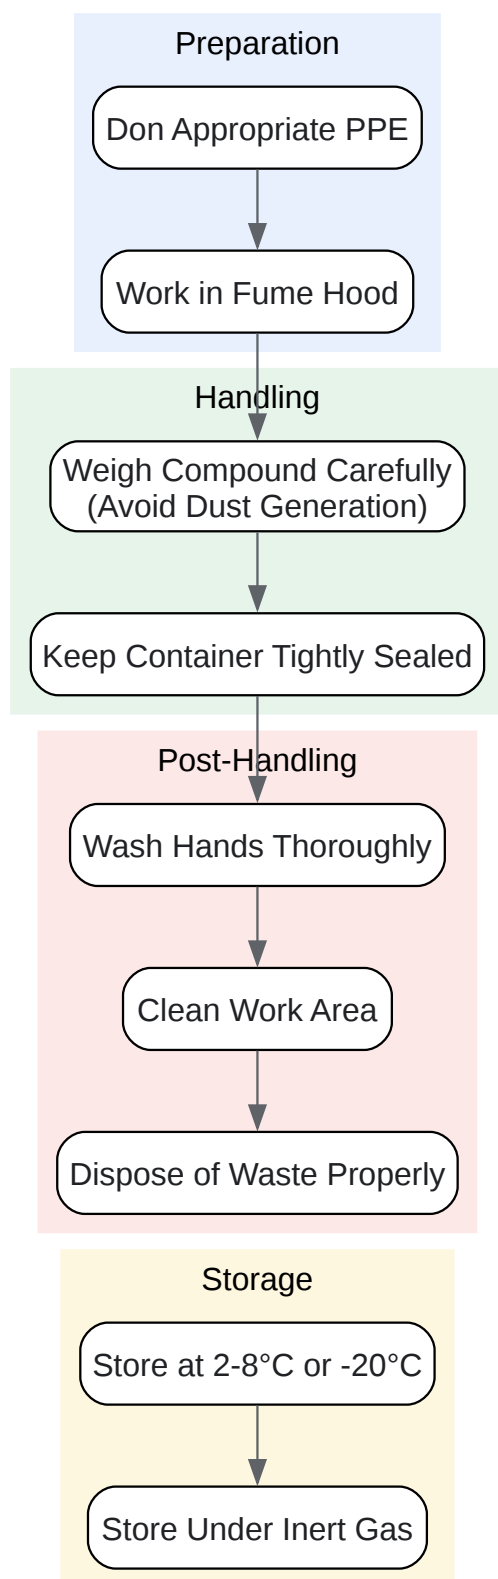 Preparation
Don Appropriate PPE
Work in Fume Hood
Handling
Weigh Compound Carefully
(Avoid Dust Generation)
Keep Container Tightly Sealed
Post-Handling
Wash Hands Thoroughly
Clean Work Area
Dispose of Waste Properly
Storage
Store at 2-8°C or -20°C
Store Under Inert Gas